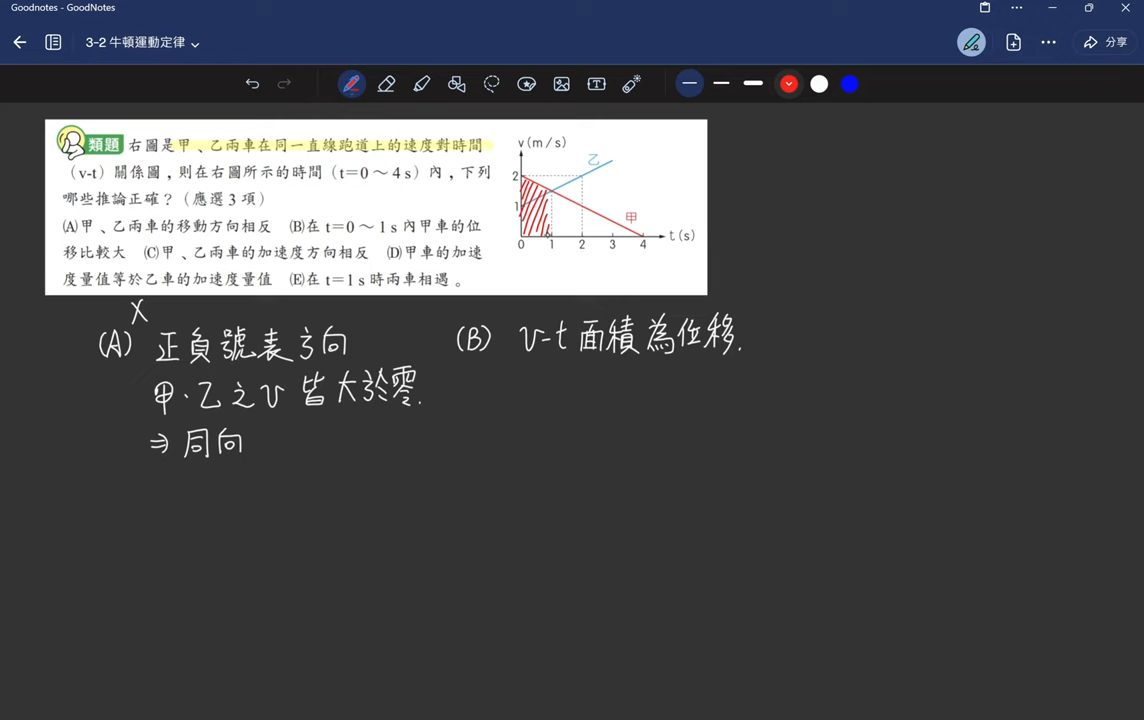 Goodnotes - GoodNotes
3-2 牛頓運動定律
分享
類題 右圖是甲、乙兩車在同一直線跑道上的速度對時間
（v-t）關係圖，則在右圖所示的時間（t＝0～4 s）內，下列
哪些推論正確？（應選 3 項）
(A)甲、乙兩車的移動方向相反 (B)在 t＝0～1 s 內甲車的位
移比較大 (C)甲、乙兩車的加速度方向相反 (D)甲車的加速
度量值等於乙車的加速度量值 (E)在 t＝1 s 時兩車相遇。
v(m/s)
乙
2
1
甲
0 1 2 3 4 t(s)
X
(A) 正負號表方向
甲.乙之v皆大於零.
⇒ 同向
(B) v-t 面積為位移.